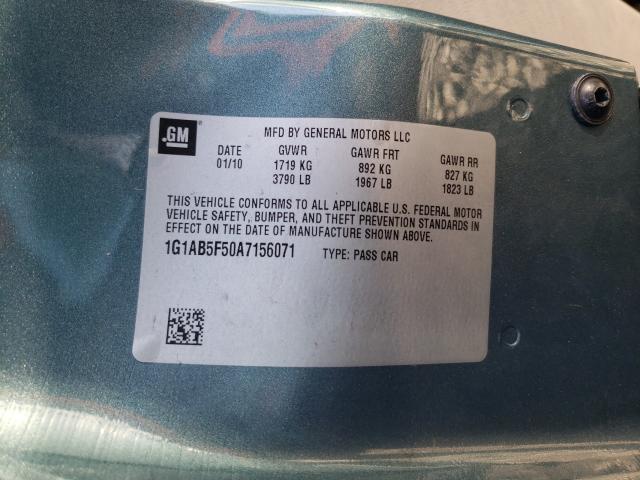 GM
MFD BY GENERAL MOTORS LLC
DATE GVWR GAWR FRT GAWR RR
01/10 1719 KG 892 KG 827 KG
3790 LB 1967 LB 1823 LB
THIS VEHICLE CONFORMS TO ALL APPLICABLE U.S. FEDERAL MOTOR
VEHICLE SAFETY, BUMPER, AND THEFT PREVENTION STANDARDS IN
EFFECT ON THE DATE OF MANUFACTURE SHOWN ABOVE.
1G1AB5F50A7156071 TYPE: PASS CAR